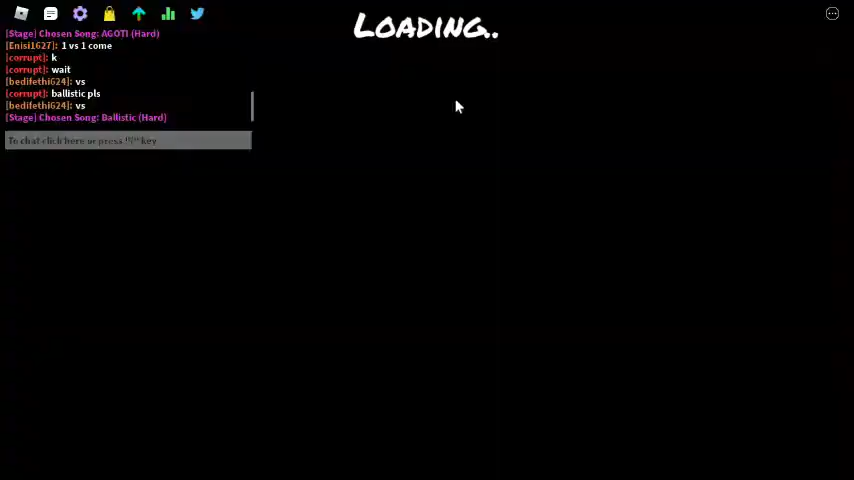 Loading..
[Stage] Chosen Song: AGOTI (Hard)
[Enisi1627]: 1 vs 1 come
[corrupt]: k
[corrupt]: wait
[bedifethi624]: vs
[corrupt]: ballistic pls
[bedifethi624]: vs
[Stage] Chosen Song: Ballistic (Hard)
To chat click here or press "/" key